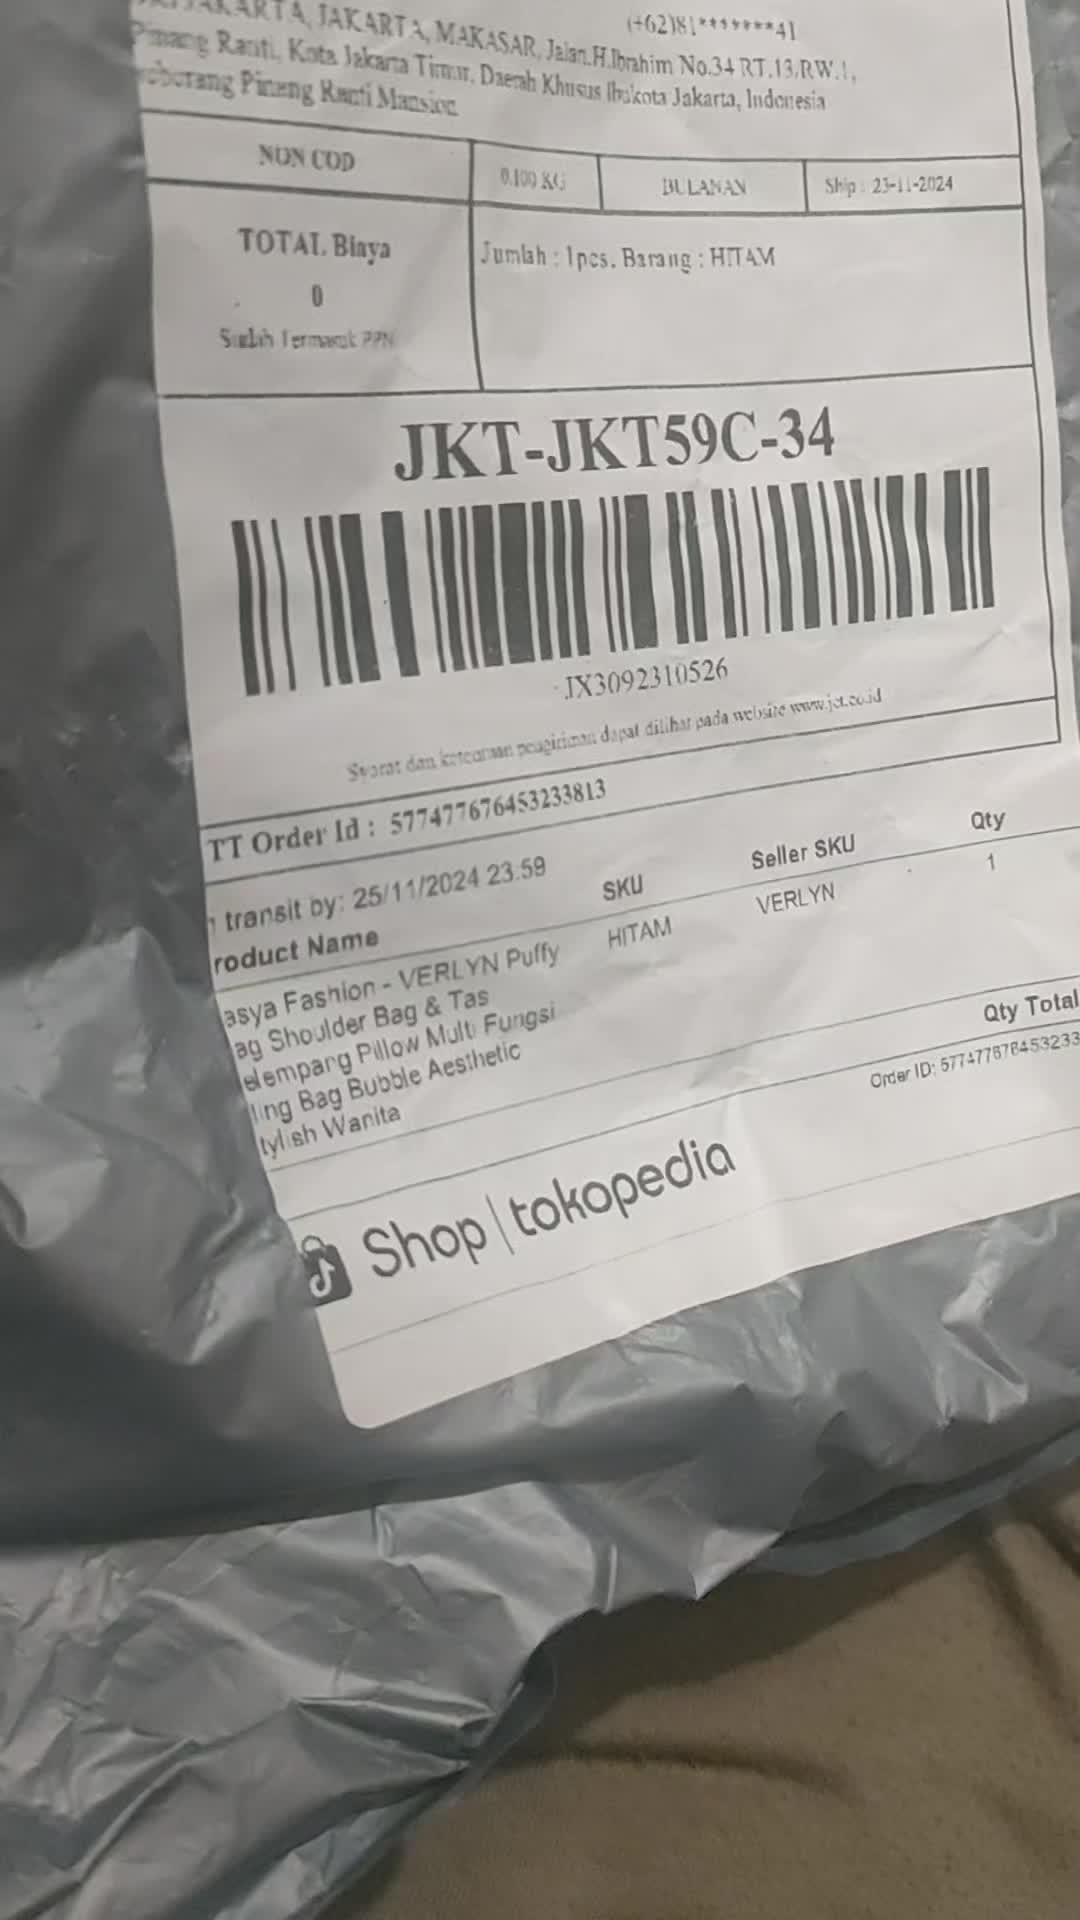 JAKARTA, JAKARTA, MAKASAR, Jalan.H.Ibrahim No.34 RT.13/RW.1,
(+62)81*******41
Pinang Ranti, Kota Jakarta Timur, Daerah Khusus Ibukota Jakarta, Indonesia
Pinang Ranti Mansion
NON COD
0.100 KG
BULANAN
Ship : 23-11-2024
TOTAL Biaya
0
Sudah Termasuk PPN
Jumlah : 1pcs. Barang : HITAM
JKT-JKT59C-34
JX3092310526
Syarat dan ketentuan pengiriman dapat dilihat pada website www.jet.co.id
TT Order Id : 577477676453233813
transit by: 25/11/2024 23:59
roduct Name
SKU
Seller SKU
Qty
asya Fashion - VERLYN Puffy
HITAM
VERLYN
1
ag Shoulder Bag & Tas
elempang Pillow Multi Fungsi
ling Bag Bubble Aesthetic
tylish Wanita
Qty Total
Order ID: 577477676453233
Shop | tokopedia